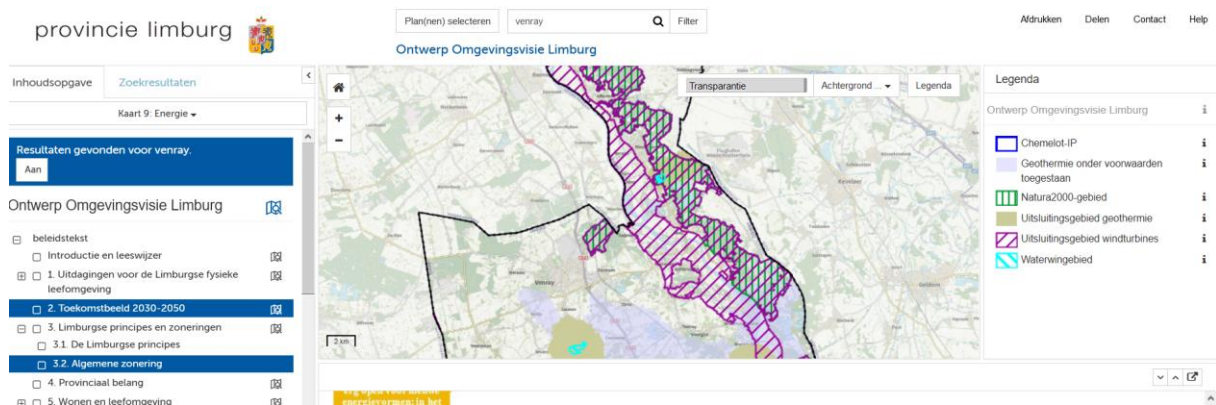 provincie limburg
Plan(nen) selecteren
venray
Filter
Afdrukken Delen Contact Help
Ontwerp Omgevingsvisie Limburg
Inhoudsopgave
Zoekresultaten
Kaart 9: Energie
Resultaten gevonden voor venray.
Aan
Ontwerp Omgevingsvisie Limburg
beleidstekst
Introductie en leeswijzer
1. Uitdagingen voor de Limburgse fysieke
leefomgeving
2. Toekomstbeeld 2030-2050
3. Limburgse principes en zoneringen
3.1. De Limburgse principes
3.2. Algemene zonering
4. Provinciaal belang
5. Wonen en leefomgeving
+
−
Transparantie
Achtergrond ...
Legenda
Venray
2 km
energievormen: in het
Legenda
Ontwerp Omgevingsvisie Limburg
Chemelot-IP
Geothermie onder voorwaarden
toegestaan
Natura2000-gebied
Uitsluitingsgebied geothermie
Uitsluitingsgebied windturbines
Waterwingebied